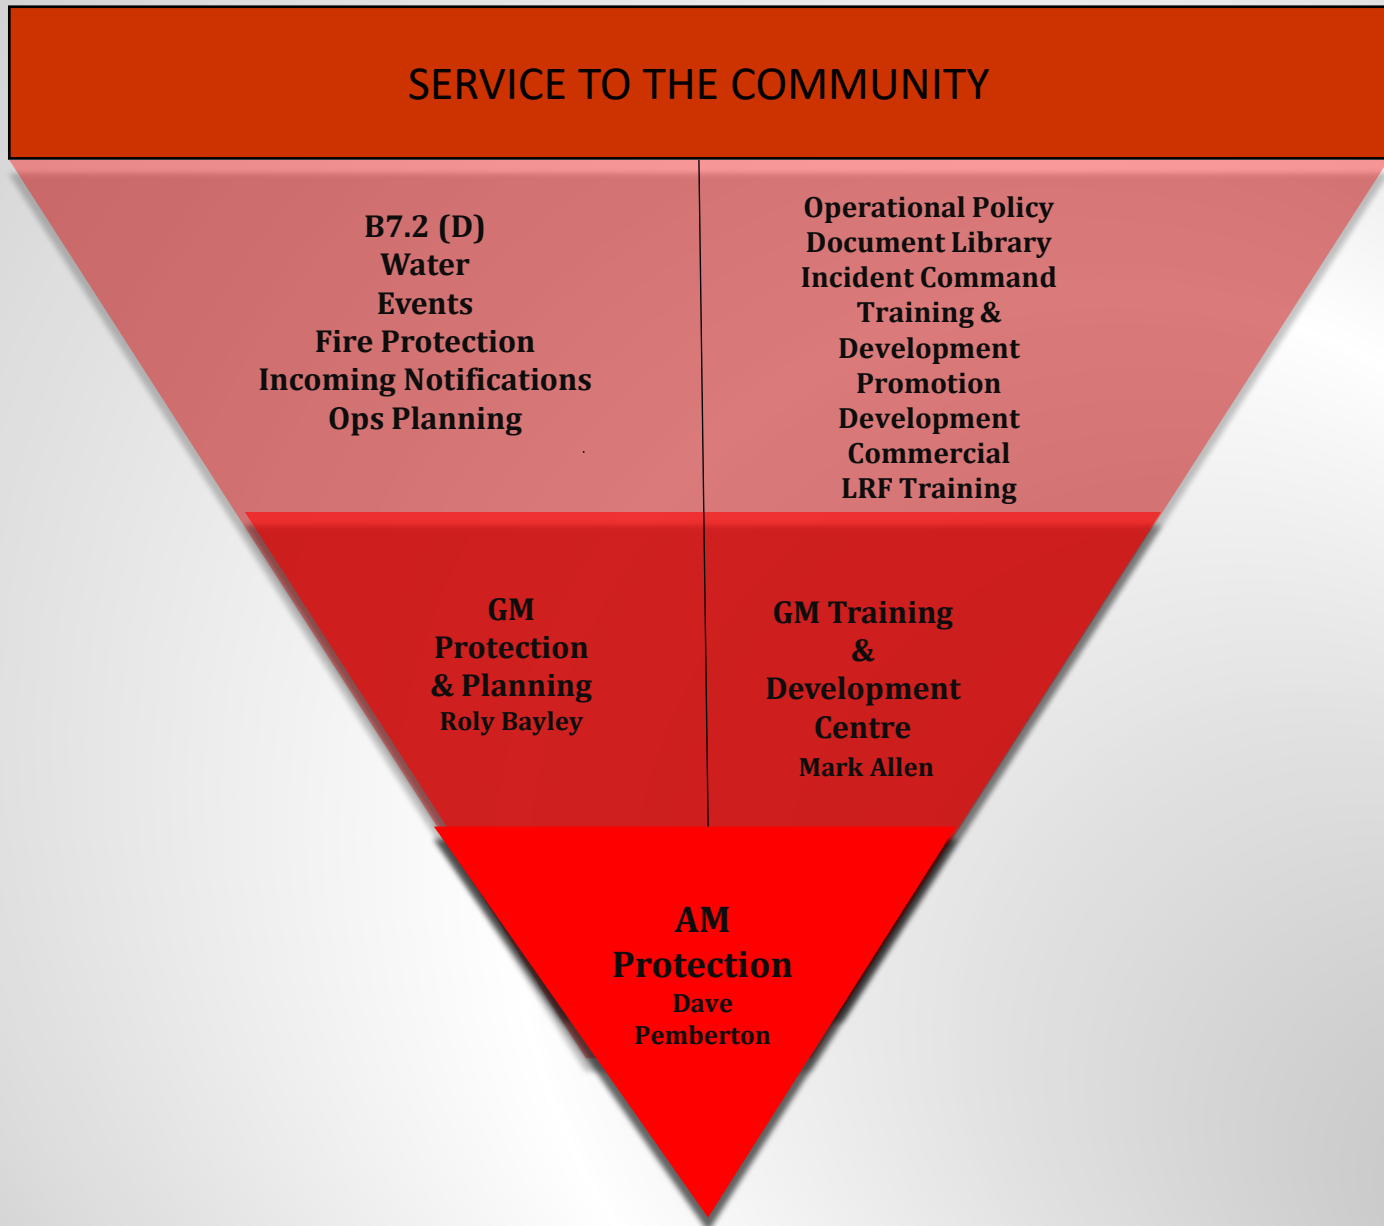 SERVICE TO THE COMMUNITY
B7.2 (D)
Water
Events
Fire Protection
Incoming Notifications
Ops Planning
.
Operational Policy
Document Library
Incident Command
Training &
Development
Promotion
Development
Commercial
LRF Training
GM
Protection
& Planning
Roly Bayley
GM Training
&
Development
Centre
Mark Allen
AM
Protection
Dave
Pemberton